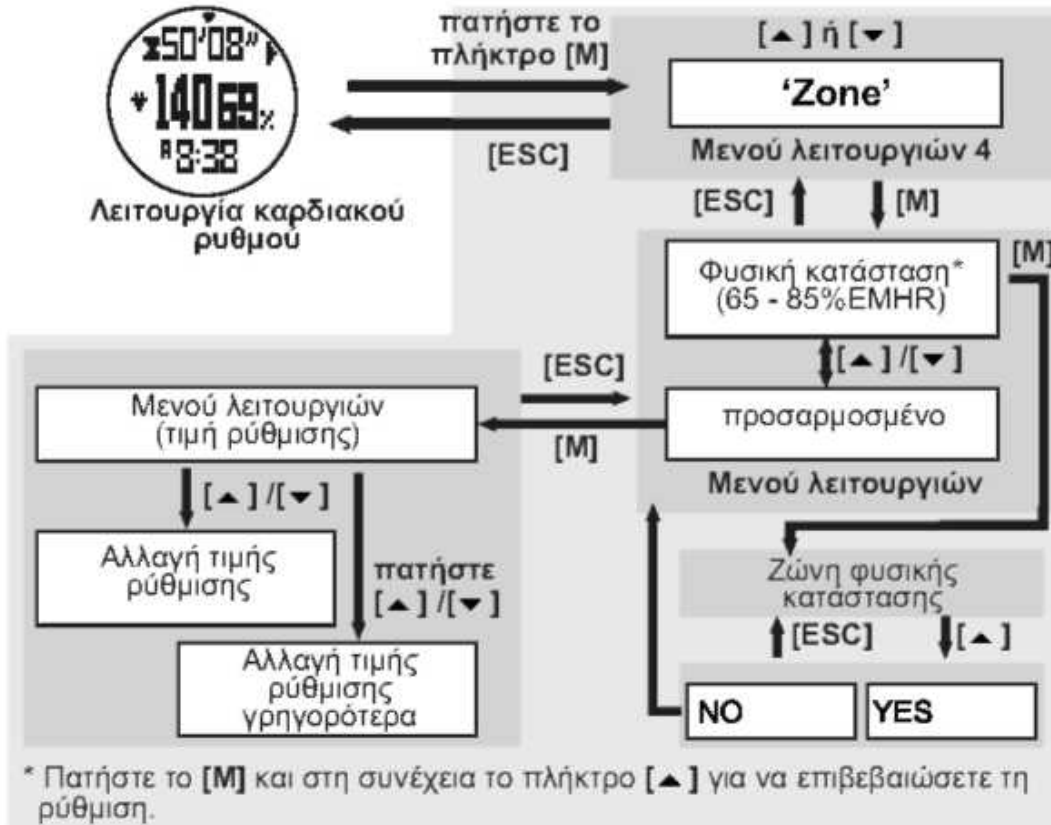 50'08"
140 69%
A 8:38
Λειτουργία καρδιακού
ρυθμού
πατήστε το
πλήκτρο [M]
[ESC]
[▲] ή [▼]
'Zone'
Μενού λειτουργιών 4
[ESC]
[M]
Φυσική κατάσταση*
(65 - 85%EMHR)
[M]
[▲] /[▼]
προσαρμοσμένο
Μενού λειτουργιών
[ESC]
[M]
Μενού λειτουργιών
(τιμή ρύθμισης)
[▲] /[▼]
Αλλαγή τιμής
ρύθμισης
πατήστε
[▲] /[▼]
Αλλαγή τιμής
ρύθμισης
γρηγορότερα
Ζώνη φυσικής
κατάστασης
[ESC]
[▲]
NO
YES
* Πατήστε το [M] και στη συνέχεια το πλήκτρο [▲] για να επιβεβαιώσετε τη
ρύθμιση.